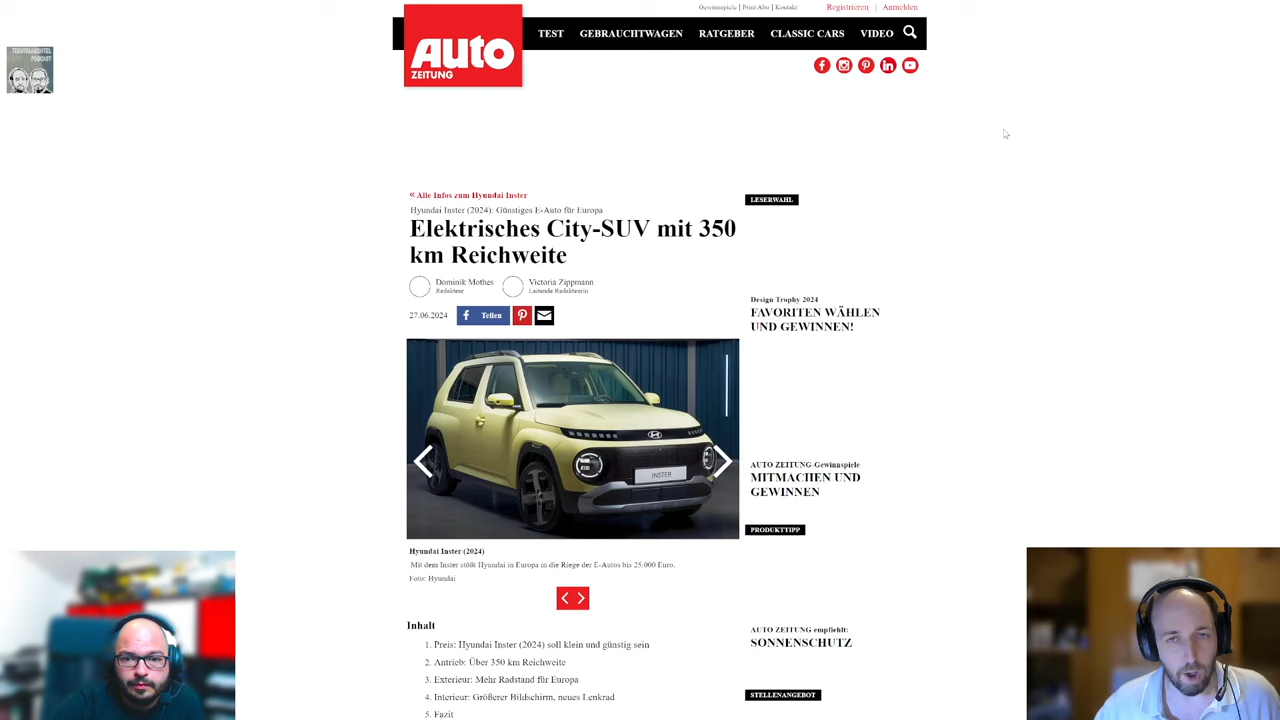 Gewinnspiele | Print Abo | Kontakt
Registrieren | Anmelden
AUTO
ZEITUNG
TEST GEBRAUCHTWAGEN RATGEBER CLASSIC CARS VIDEO
TECHTELMECHTEL
PODCAST
« Alle Infos zum Hyundai Inster
Hyundai Inster (2024): Günstiges E-Auto für Europa
Elektrisches City-SUV mit 350
km Reichweite
Dominik Mothes
Redakteur
Victoria Zippmann
Leitende Redakteurin
27.06.2024
Teilen
INSTER
Hyundai Inster (2024)
Mit dem Inster stößt Hyundai in Europa in die Riege der E-Autos bis 25.000 Euro.
Foto: Hyundai
Inhalt
1. Preis: Hyundai Inster (2024) soll klein und günstig sein
2. Antrieb: Über 350 km Reichweite
3. Exterieur: Mehr Radstand für Europa
4. Interieur: Größerer Bildschirm, neues Lenkrad
5. Fazit
LESERWAHL
Design Trophy 2024
FAVORITEN WÄHLEN
UND GEWINNEN!
AUTO ZEITUNG-Gewinnspiele
MITMACHEN UND
GEWINNEN
PRODUKTTIPP
AUTO ZEITUNG empfiehlt:
SONNENSCHUTZ
STELLENANGEBOT